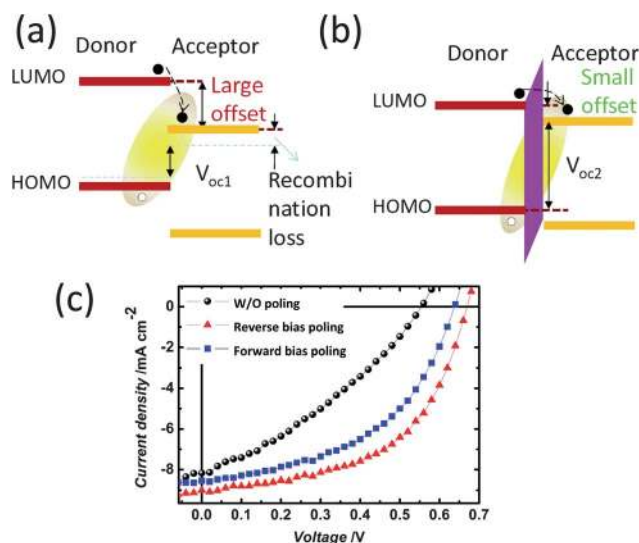 (a)
Donor Acceptor
LUMO
Large
offset
HOMO
Voc1
Recombi
nation
loss
(b)
Donor Acceptor
Small
offset
LUMO
Voc2
HOMO
(c)
W/O poling
Reverse bias poling
Forward bias poling
Current density /mA cm-2
0
-2
-4
-6
-8
0.0 0.1 0.2 0.3 0.4 0.5 0.6 0.7
Voltage /V